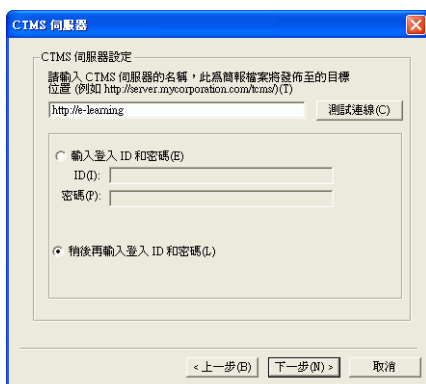 CTMS 伺服器
CTMS 伺服器設定
請輸入 CTMS 伺服器的名稱，此為簡報檔案將發佈至的目標
位置 (例如 http://server.mycorporation.com/tcms/)(T)
http://e-learning
測試連線(C)
輸入登入 ID 和密碼(E)
ID(I):
密碼(P):
稍後再輸入登入 ID 和密碼(L)
<上一步(B)
下一步(N) >
取消